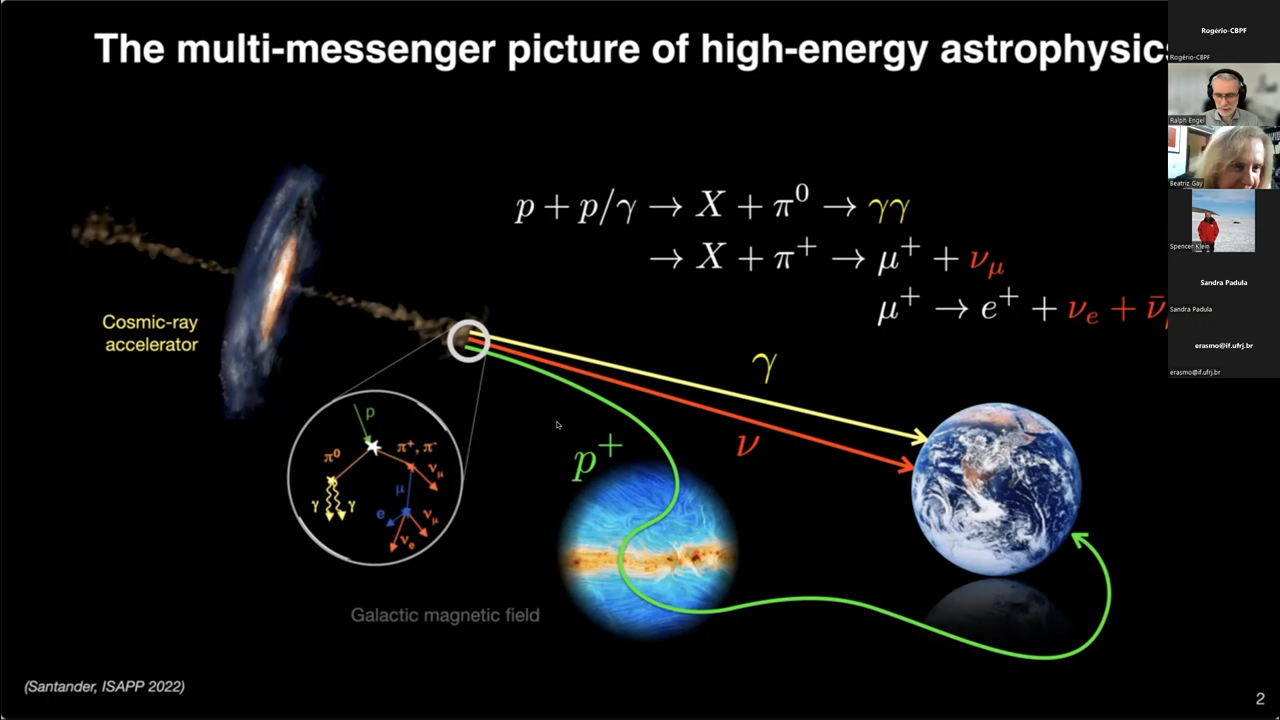 The multi-messenger picture of high-energy astrophysics
p + p/γ → X + π⁰ → γγ
→ X + π⁺ → μ⁺ + ν_μ
μ⁺ → e⁺ + ν_e + ν̄
Cosmic-ray
accelerator
γ
ν
p⁺
p
π⁰
π⁺, π⁻
γ
γ
μ
ν_μ
e
ν_μ
ν_e
Galactic magnetic field
(Santander, ISAPP 2022)
2
Rogério-CBPF
Rogério-CBPF
Ralph Engel
Beatriz Gay
Spencer Klein
Sandra Padula
Sandra Padula
erasmo@if.ufrj.br
erasmo@if.ufrj.br